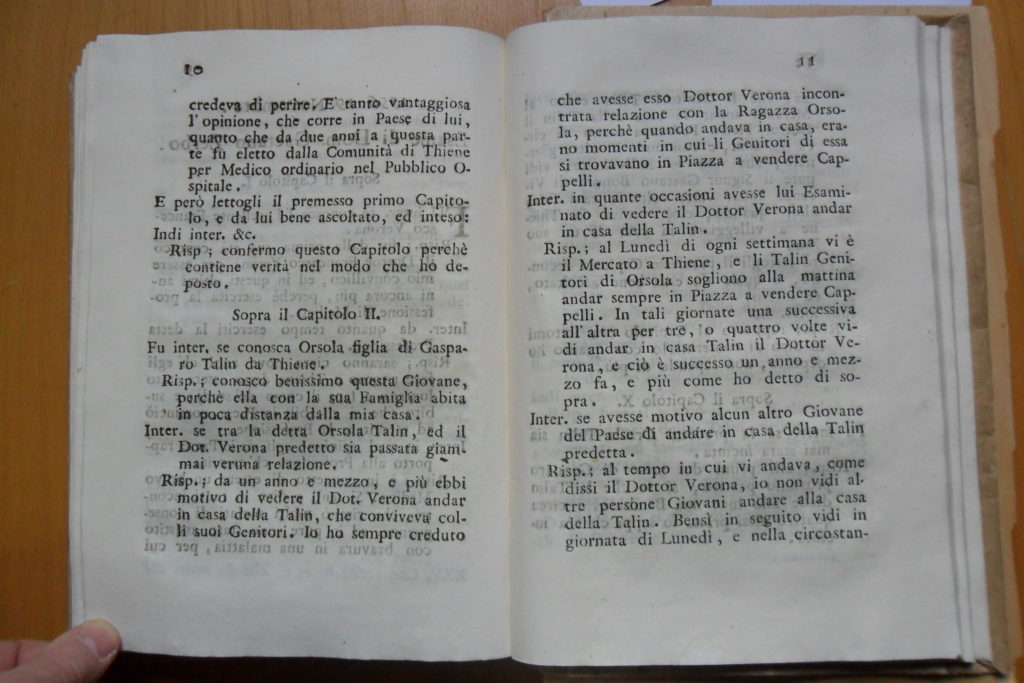 10
credeva di perire. E' tanto vantaggiosa
l'opinione, che corre in Paese di lui,
quanto che da due anni a questa par-
te fù eletto dalla Comunità di Thiene
per Medico ordinario nel Pubblico O-
spitale.
E però lettogli il premesso primo Capito-
lo, e da lui bene ascoltato, ed inteso:
Indi inter. &c.
Risp; confermo questo Capitolo perchè
contiene verità nel modo che ho de-
posto.
Sopra il Capitolo II.
Fu inter. se conosca Orsola figlia di Gaspa-
ro Talin da Thiene.
Risp.; conosco benissimo questa Giovane,
perchè ella con la sua Famiglia abita
in poca distanza dalla mia casa.
Inter. se tra la detta Orsola Talin, ed il
Dot. Verona predetto sia passata giam-
mai veruna relazione.
Risp.; da un anno e mezzo, e più ebbi
motivo di vedere il Dot. Verona andar
in casa della Talin, che conviveva col-
li suoi Genitori. Io ho sempre creduto
11
che avesse esso Dottor Verona incon-
trata relazione con la Ragazza Orso-
la, perchè quando andava in casa, era-
no momenti in cui li Genitori di essa
si trovavano in Piazza a vendere Cap-
pelli.
Inter. in quante occasioni avesse lui Esami-
nato di vedere il Dottor Verona andar
in casa della Talin.
Risp.; al Lunedì di ogni settimana vi è
il Mercato a Thiene, e li Talin Geni-
tori di Orsola sogliono alla mattina
andar sempre in Piazza a vendere Cap-
pelli. In tali giornate una successiva
all'altra per tre, o quattro volte vi-
di andar in casa Talin il Dottor Ve-
rona, e ciò è successo un anno e mez-
zo fa, e più come ho detto di so-
pra.
Inter. se avesse motivo alcun altro Giovane
del Paese di andare in casa della Talin
predetta.
Risp.; al tempo in cui vi andava, come
dissi il Dottor Verona, io non vidi al-
tre persone Giovani andare alla casa
della Talin. Bensì in seguito vidi in
giornata di Lunedì, e nella circostan-